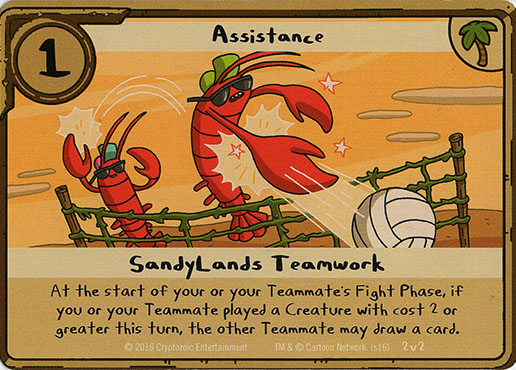 Assistance
1
SandyLands Teamwork
At the start of your or your Teammate's Fight Phase, if
you or your Teammate played a Creature with cost 2 or
greater this turn, the other Teammate may draw a card.
© 2016 Cryptozoic Entertainment TM & © Cartoon Network. (s16) 2v2